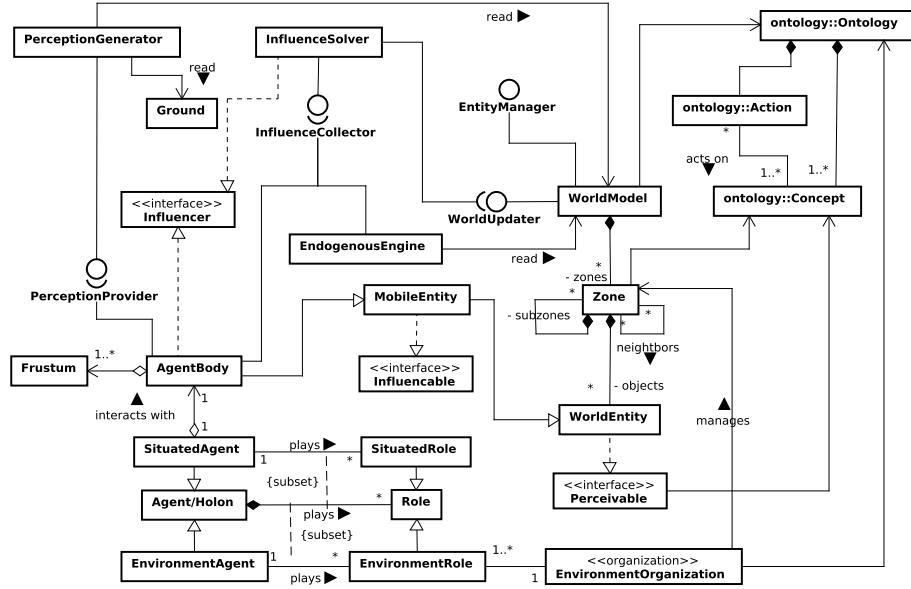 read
PerceptionGenerator
InfluenceSolver
ontology::Ontology
read
Ground
EntityManager
ontology::Action
InfluenceCollector
*
acts on
1..*
1..*
<<interface>>
Influencer
WorldModel
ontology::Concept
WorldUpdater
EndogenousEngine
read
*
- zones
PerceptionProvider
MobileEntity
*
Zone
*
- subzones
*
neighbors
1..*
Frustum
AgentBody
<<interface>>
Influencable
*
- objects
1
interacts with
WorldEntity
manages
1
SituatedAgent
plays
SituatedRole
1
*
<<interface>>
Perceivable
{subset}
Agent/Holon
*
Role
plays
{subset}
1
*
1..*
EnvironmentAgent
EnvironmentRole
<<organization>>
EnvironmentOrganization
plays
1